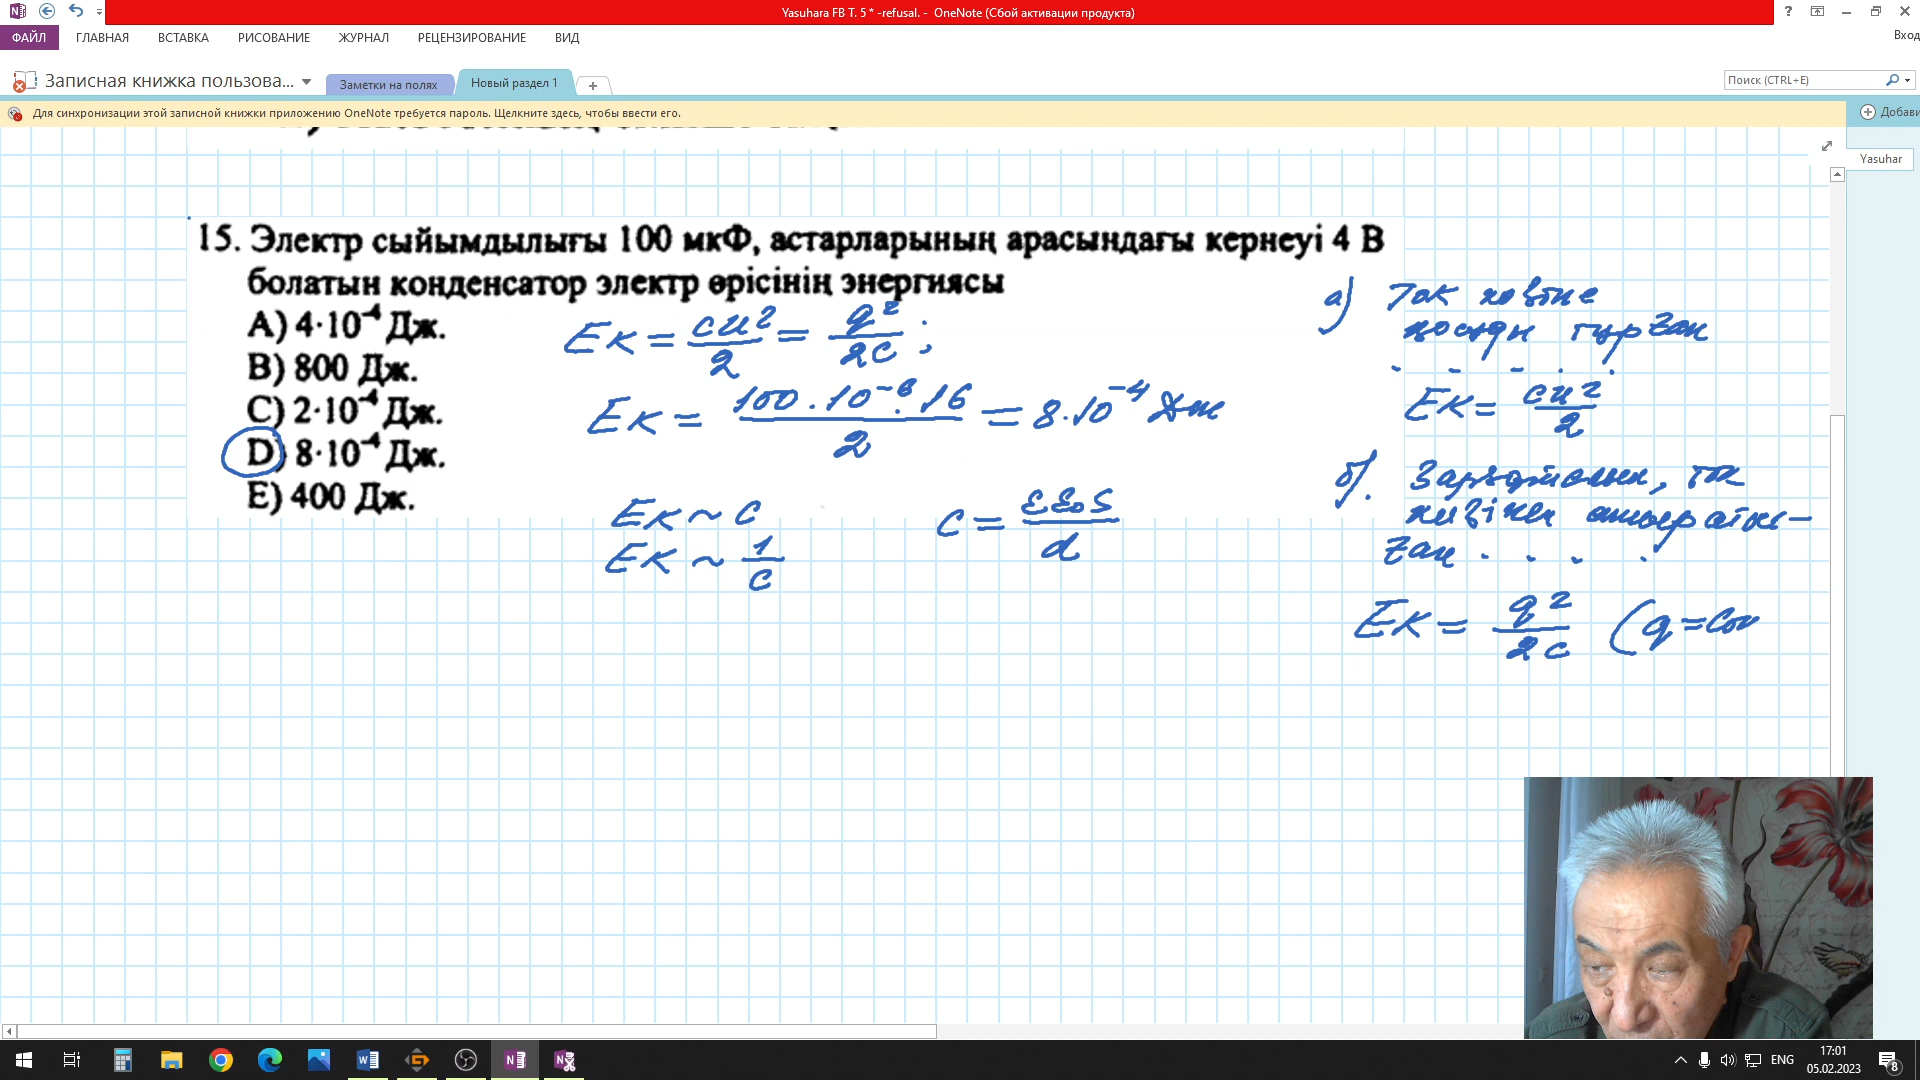 Yasuhara FB T. 5 * -refusal. - OneNote (Сбой активации продукта)
ФАЙЛ ГЛАВНАЯ ВСТАВКА РИСОВАНИЕ ЖУРНАЛ РЕЦЕНЗИРОВАНИЕ ВИД
Вход
Записная книжка пользова... Заметки на полях Новый раздел 1
Поиск (CTRL+E)
Для синхронизации этой записной книжки приложению OneNote требуется пароль. Щелкните здесь, чтобы ввести его.
Добави
Yasuhar
15. Электр сыйымдылығы 100 мкФ, астарларының арасындағы кернеуі 4 В
болатын конденсатор электр өрісінің энергиясы
A) 4·10⁻⁴ Дж.
B) 800 Дж.
C) 2·10⁻⁴ Дж.
D) 8·10⁻⁴ Дж.
E) 400 Дж.
Eк = cu²/2 = q²/2c ;
Eк = 100·10⁻⁶·16/2 = 8·10⁻⁴ Дж
Eк ~ c
Eк ~ 1/c
c = εε₀s/d
а) Ток көзіне
қосулы тұрған
. - - . .
Eк = cu²/2
б). Зарядталып, ток
көзінен ажыратыл-
ған . . . .
Eк = q²/2c (q=con
ENG
17:01
05.02.2023
8